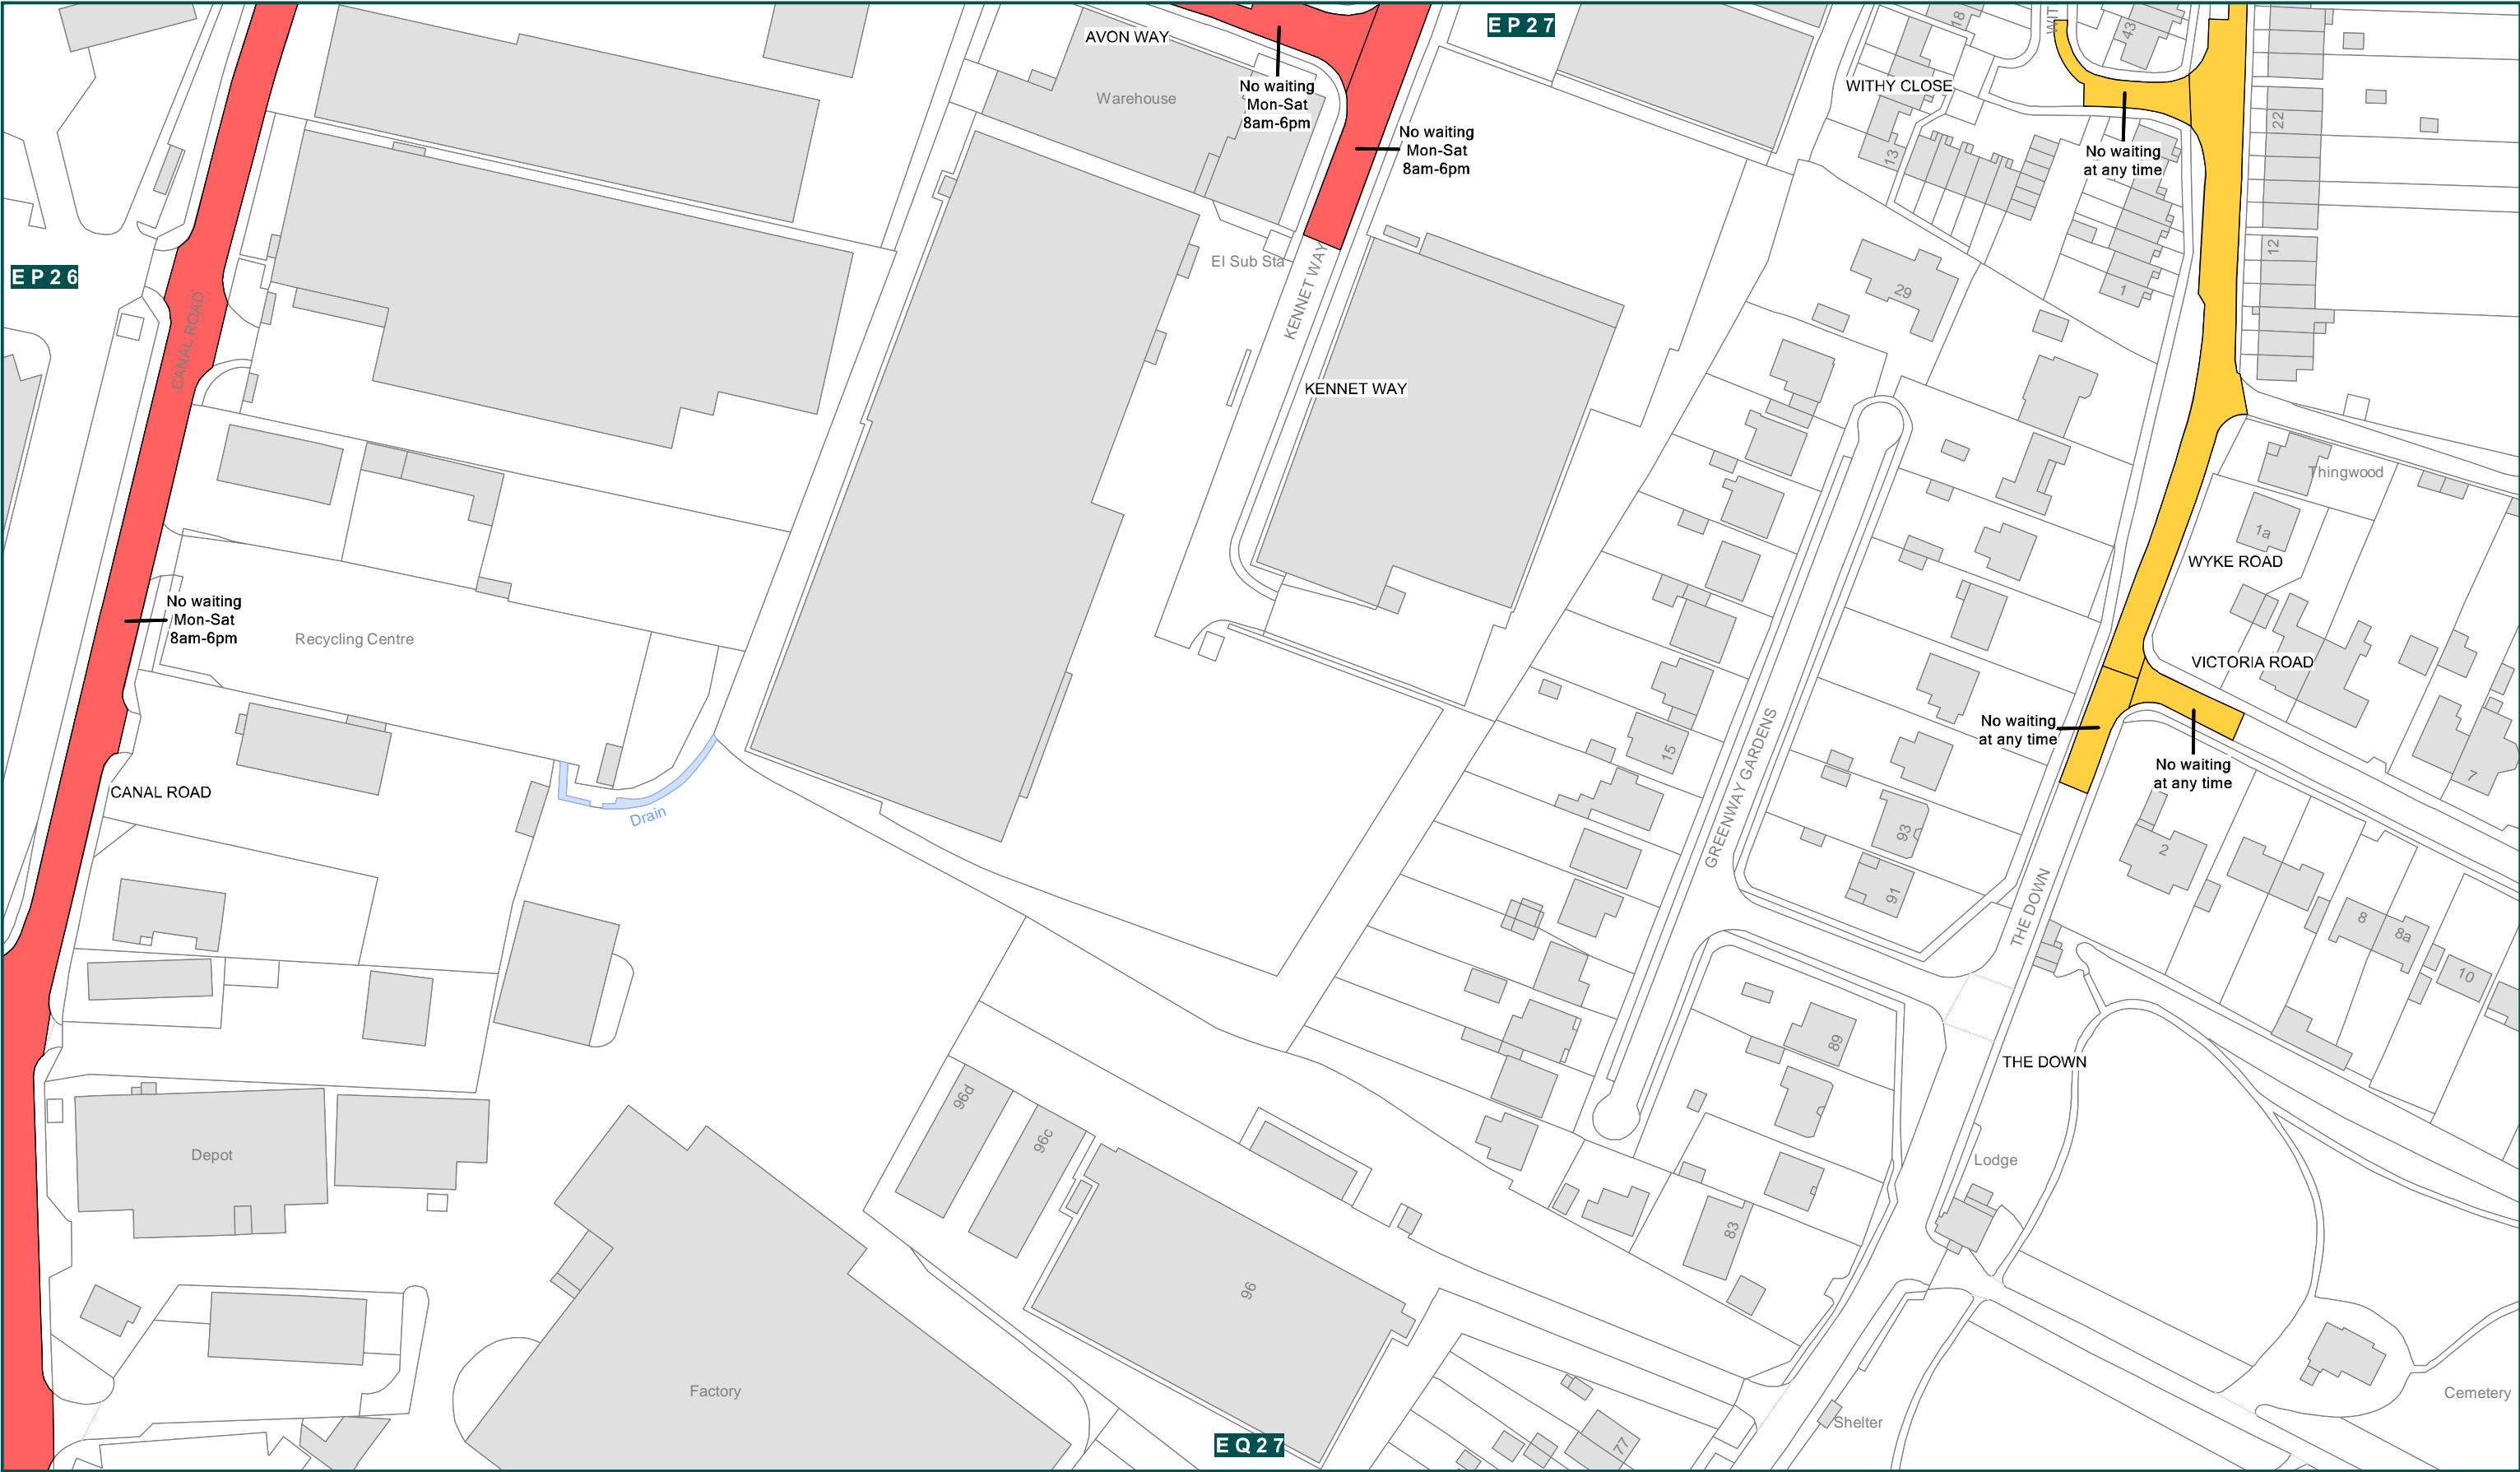 EP27
AVON WAY
18
WIT
43
WITHY CLOSE
Warehouse
No waiting
Mon-Sat
8am-6pm
22
No waiting
Mon-Sat
8am-6pm
13
No waiting
at any time
12
EP26
El Sub Sta
KENNET WAY
29
1
CANAL ROAD
KENNET WAY
Thingwood
1a
WYKE ROAD
No waiting
Mon-Sat
8am-6pm
Recycling Centre
VICTORIA ROAD
No waiting
at any time
15
GREENWAY GARDENS
No waiting
at any time
7
CANAL ROAD
Drain
93
2
91
THE DOWN
8
8a
10
89
THE DOWN
96d
96c
Depot
Lodge
83
96
Factory
Cemetery
Shelter
77
EQ27